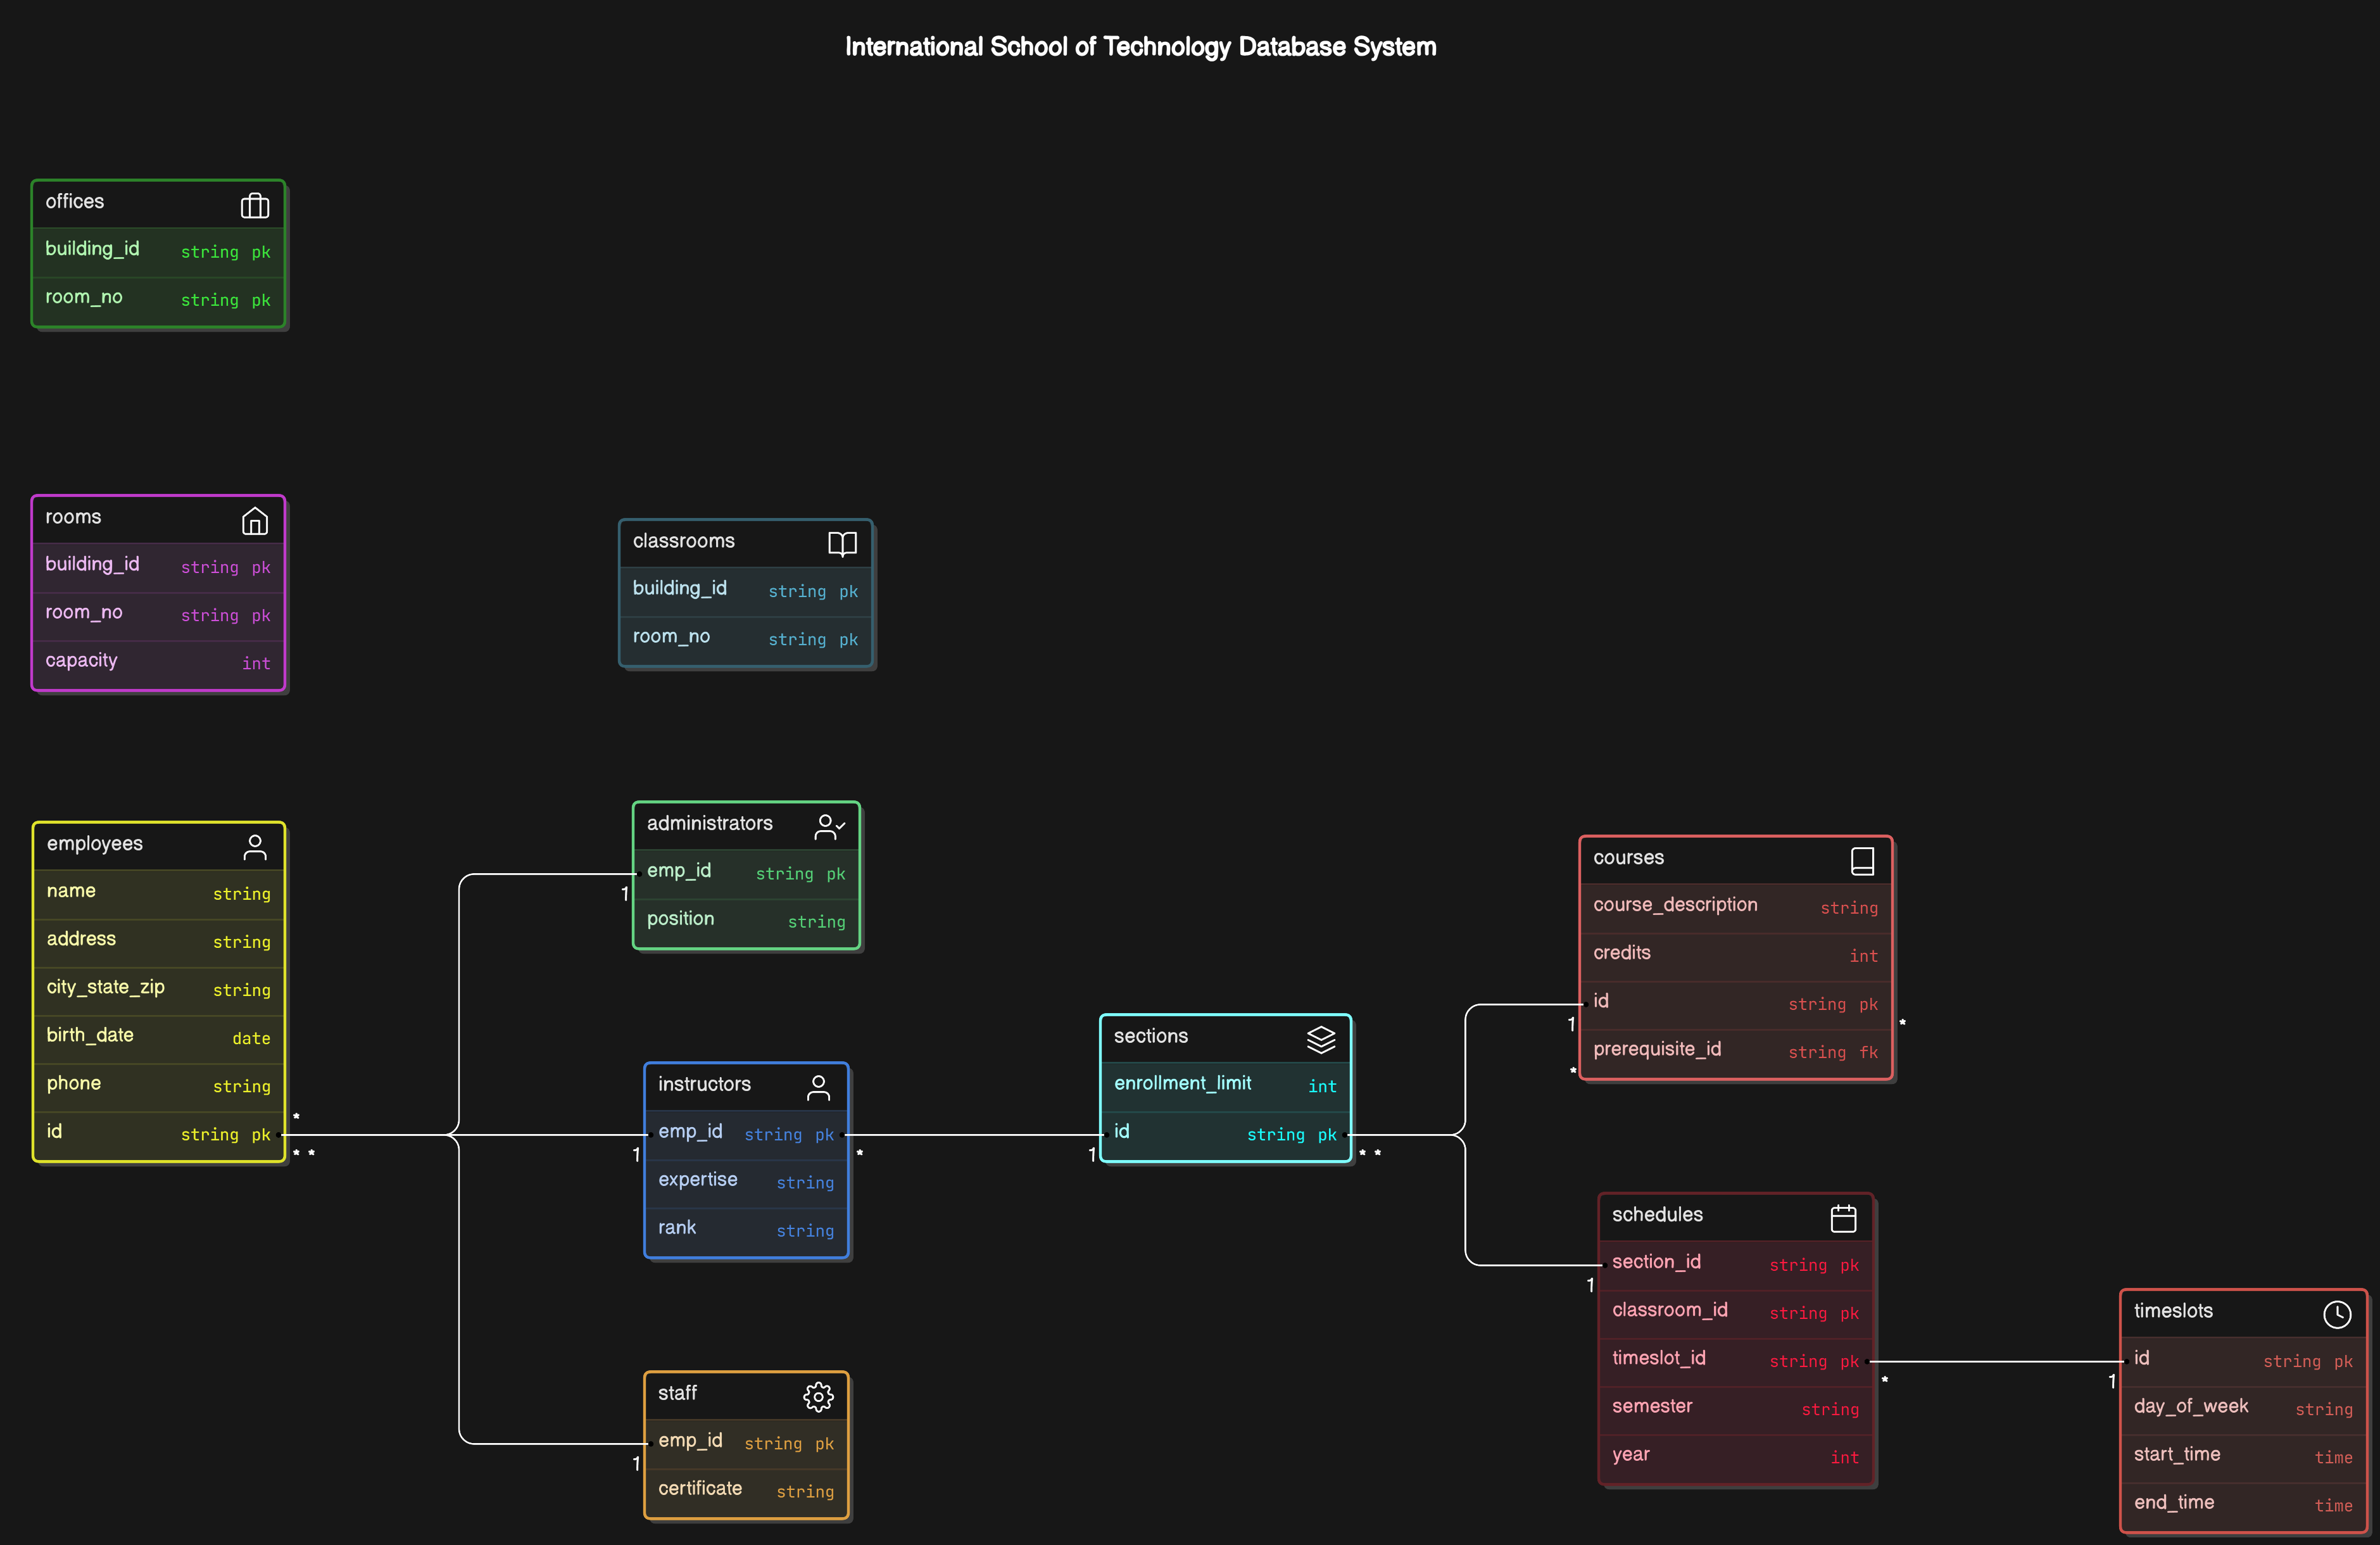 International School of Technology Database System
offices
building_id string pk
room_no string pk
rooms
building_id string pk
room_no string pk
capacity int
classrooms
building_id string pk
room_no string pk
employees
name string
address string
city_state_zip string
birth_date date
phone string
*
id string pk
* *
administrators
emp_id string pk
1
position string
instructors
emp_id string pk
1 *
expertise string
rank string
staff
emp_id string pk
1
certificate string
sections
enrollment_limit int
id string pk
1 * *
courses
course_description string
credits int
id string pk
1 *
prerequisite_id string fk
*
schedules
section_id string pk
1
classroom_id string pk
timeslot_id string pk
*
semester string
year int
timeslots
id string pk
1
day_of_week string
start_time time
end_time time